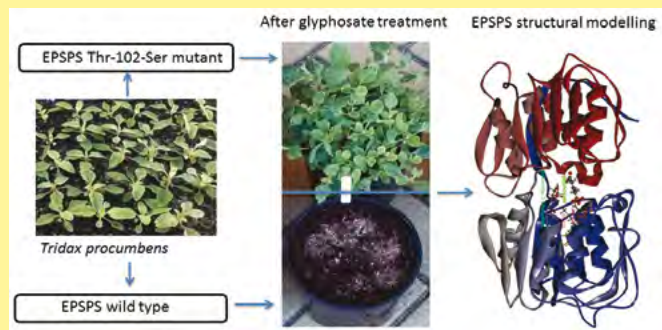 After glyphosate treatment
EPSPS structural modelling
EPSPS Thr-102-Ser mutant
Tridax procumbens
EPSPS wild type